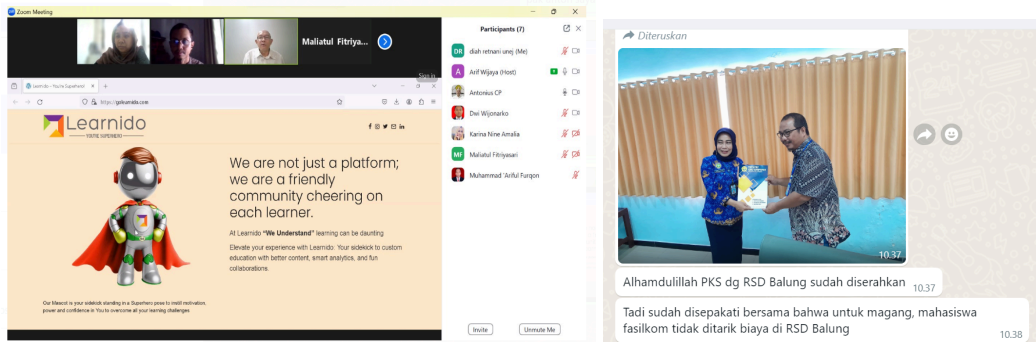 Zoom Meeting
Maliatul Fitriya...
Sign in
Learnido - You're Superhero
https://golearnido.com
Learnido
YOU'RE SUPERHERO
We are not just a platform;
we are a friendly
community cheering on
each learner.
At Learnido "We Understand" learning can be daunting
Elevate your experience with Learnido. Your sidekick to custom
education with better content, smart analytics, and fun
collaborations.
Our Mascot is your sidekick standing in a Superhero pose to instill motivation,
power and confidence in You to overcome all your learning challenges
Participants (7)
DR diah retnani unej (Me)
A Arif Wijaya (Host)
Antonius CP
Dwi Wijonarko
Karina Nine Amalia
MF Maliatul Fitriyasari
Muhammad 'Ariful Furqon
Invite
Unmute Me
Diteruskan
10.37
Alhamdulillah PKS dg RSD Balung sudah diserahkan 10.37
Tadi sudah disepakati bersama bahwa untuk magang, mahasiswa
fasilkom tidak ditarik biaya di RSD Balung 10.38